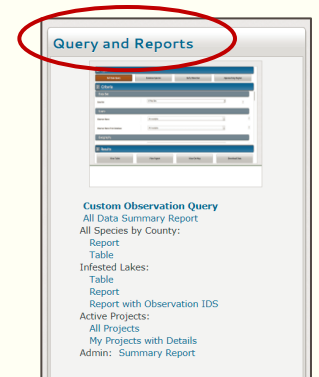 Query and Reports
Custom Observation Query
All Data Summary Report
All Species by County:
Report
Table
Infested Lakes:
Table
Report
Report with Observation IDS
Active Projects:
All Projects
My Projects with Details
Admin: Summary Report